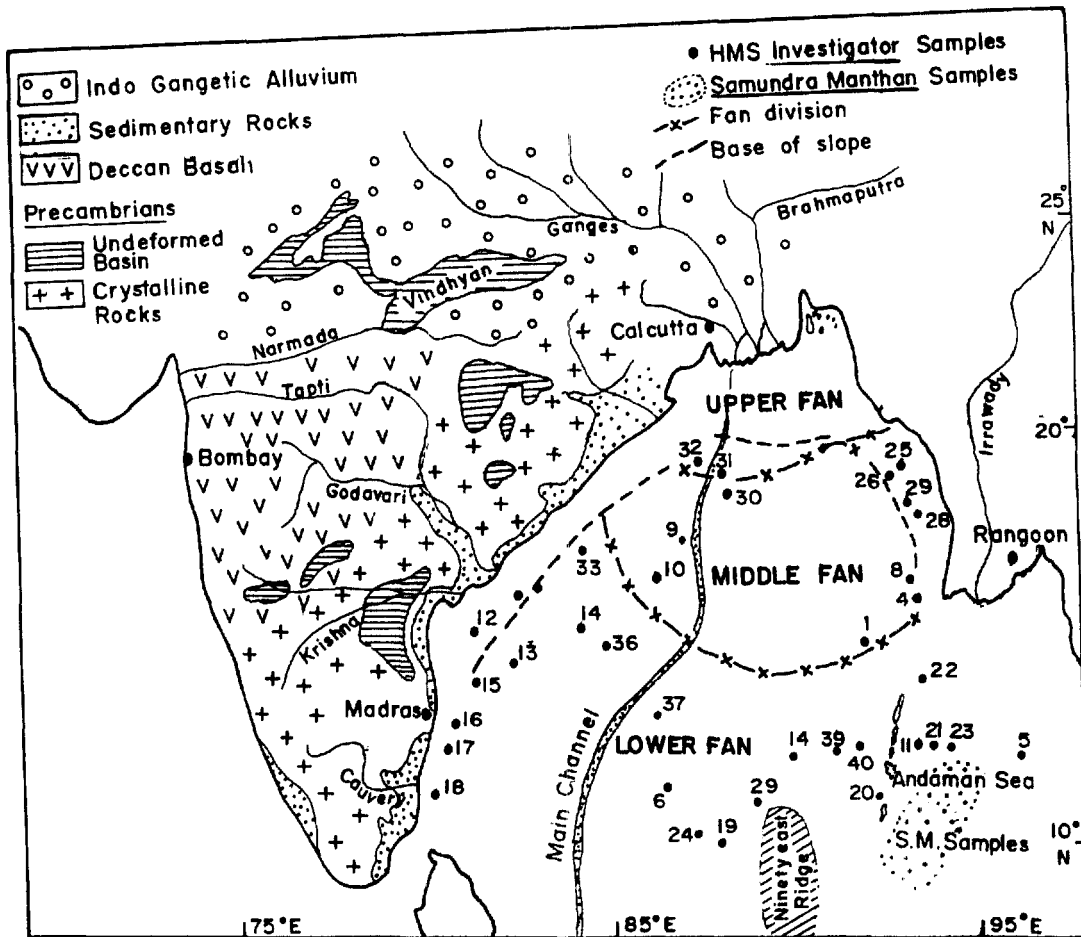 Indo Gangetic Alluvium
Sedimentary Rocks
Deccan Basalt
Precambrians
Undeformed
Basin
Crystalline
Rocks
HMS Investigator Samples
Samundra Manthan Samples
Fan division
Base of slope
Brahmaputra
25°
N
Ganges
Vindhyan
Calcutta
Narmada
Tapti
Irrawady
UPPER FAN
20°
Bombay
32
31
25
26
30
29
28
Godavari
Rangoon
9
33
10
MIDDLE FAN
8
4
12
14
1
Krishna
13
36
15
22
Madras
16
37
17
LOWER FAN
14
39
40
11
21
23
5
Andaman Sea
Cauvery
18
6
29
20
24
19
S.M. Samples
10°
N
Main Channel
Ninetyeast
Ridge
75°E
85°E
95°E